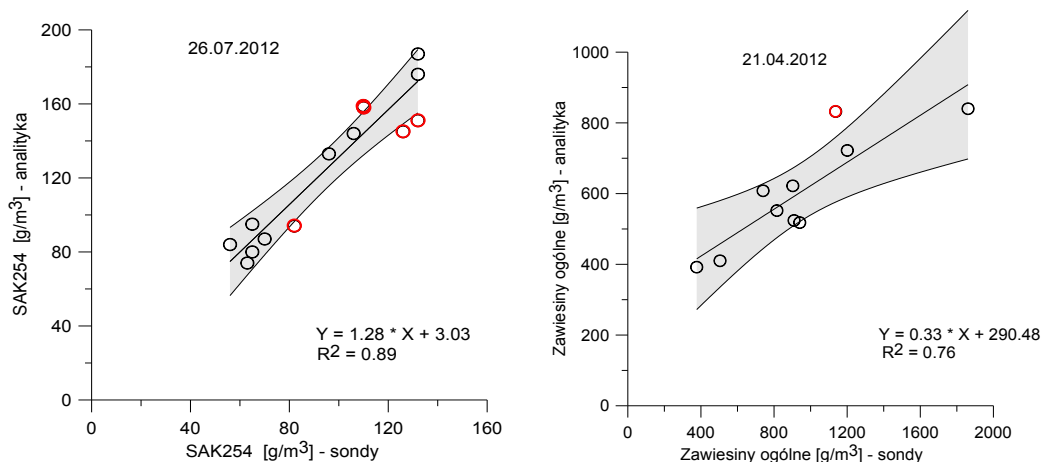 26.07.2012
SAK254 [g/m³] - analityka
200
160
120
80
40
0
Y = 1.28 * X + 3.03
R² = 0.89
0 40 80 120 160
SAK254 [g/m³] - sondy
21.04.2012
Zawiesiny ogólne [g/m³] - analityka
1000
800
600
400
200
0
Y = 0.33 * X + 290.48
R² = 0.76
0 400 800 1200 1600 2000
Zawiesiny ogólne [g/m³] - sondy